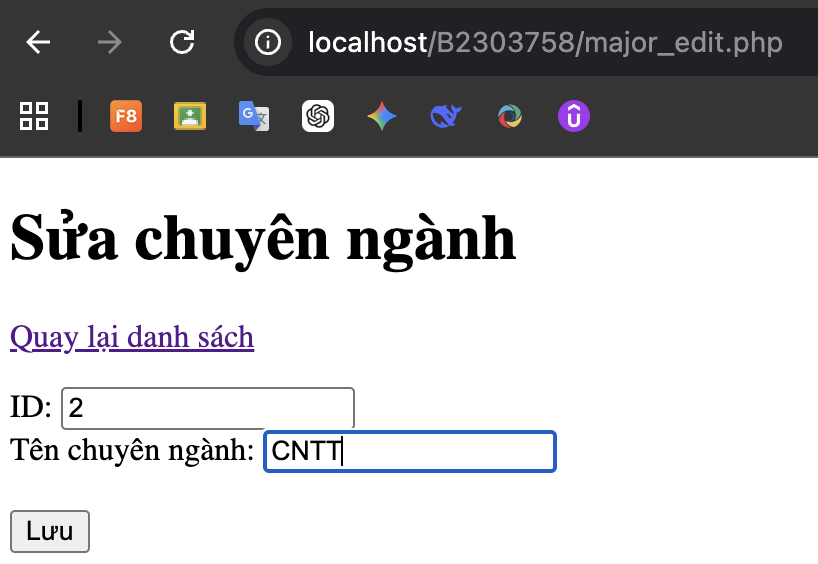 localhost/B2303758/major_edit.php
F8
G
Sửa chuyên ngành
Quay lại danh sách
ID: 2
Tên chuyên ngành: CNTT
Lưu